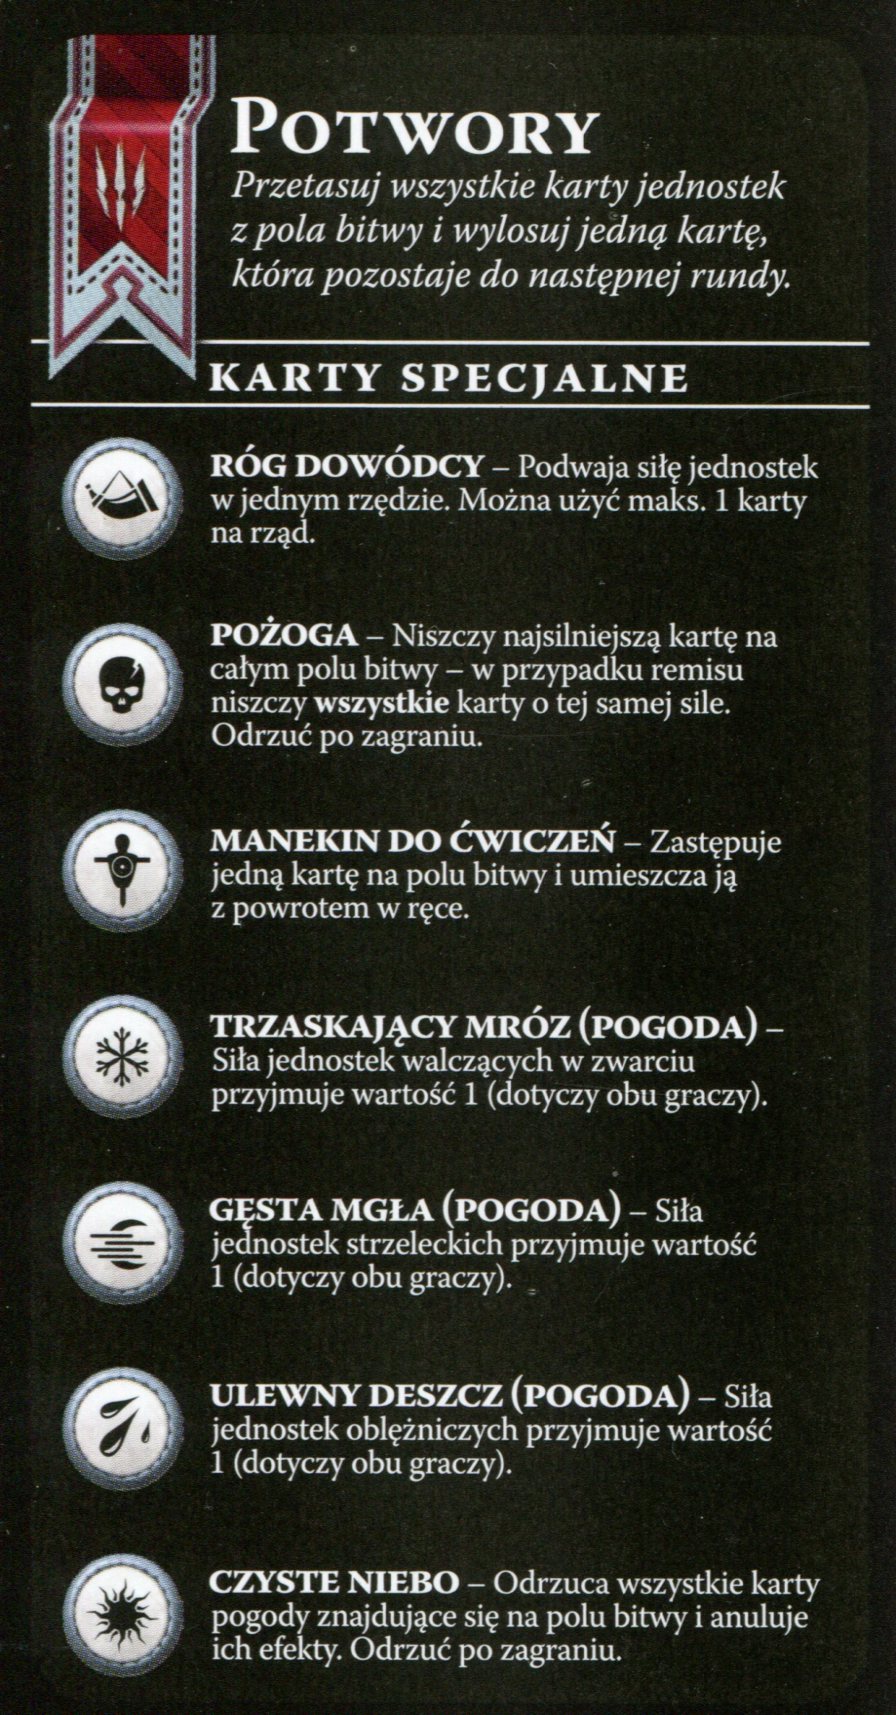 POTWORY
Przetasuj wszystkie karty jednostek
z pola bitwy i wylosuj jedną kartę,
która pozostaje do następnej rundy.
KARTY SPECJALNE
RÓG DOWÓDCY – Podwaja siłę jednostek
w jednym rzędzie. Można użyć maks. 1 karty
na rząd.
POŻOGA – Niszczy najsilniejszą kartę na
całym polu bitwy – w przypadku remisu
niszczy wszystkie karty o tej samej sile.
Odrzuć po zagraniu.
MANEKIN DO ĆWICZEŃ – Zastępuje
jedną kartę na polu bitwy i umieszcza ją
z powrotem w ręce.
TRZASKAJĄCY MRÓZ (POGODA) –
Siła jednostek walczących w zwarciu
przyjmuje wartość 1 (dotyczy obu graczy).
GĘSTA MGŁA (POGODA) – Siła
jednostek strzeleckich przyjmuje wartość
1 (dotyczy obu graczy).
ULEWNY DESZCZ (POGODA) – Siła
jednostek oblężniczych przyjmuje wartość
1 (dotyczy obu graczy).
CZYSTE NIEBO – Odrzuca wszystkie karty
pogody znajdujące się na polu bitwy i anuluje
ich efekty. Odrzuć po zagraniu.